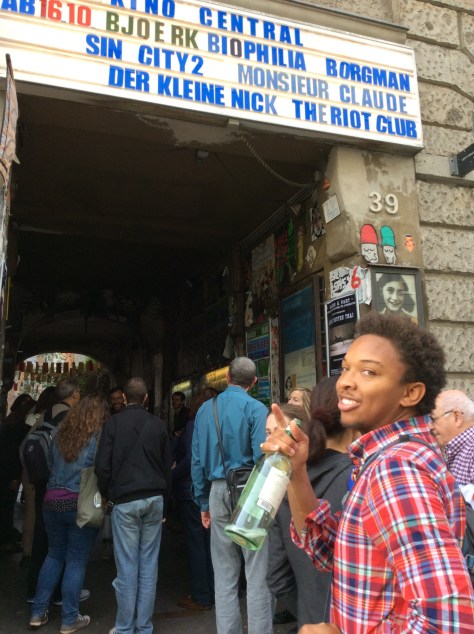 KINO CENTRAL
AB 16.10 BJOERK BIOPHILIA BORGMAN
SIN CITY2 MONSIEUR CLAUDE
DER KLEINE NICK THE RIOT CLUB
39
6